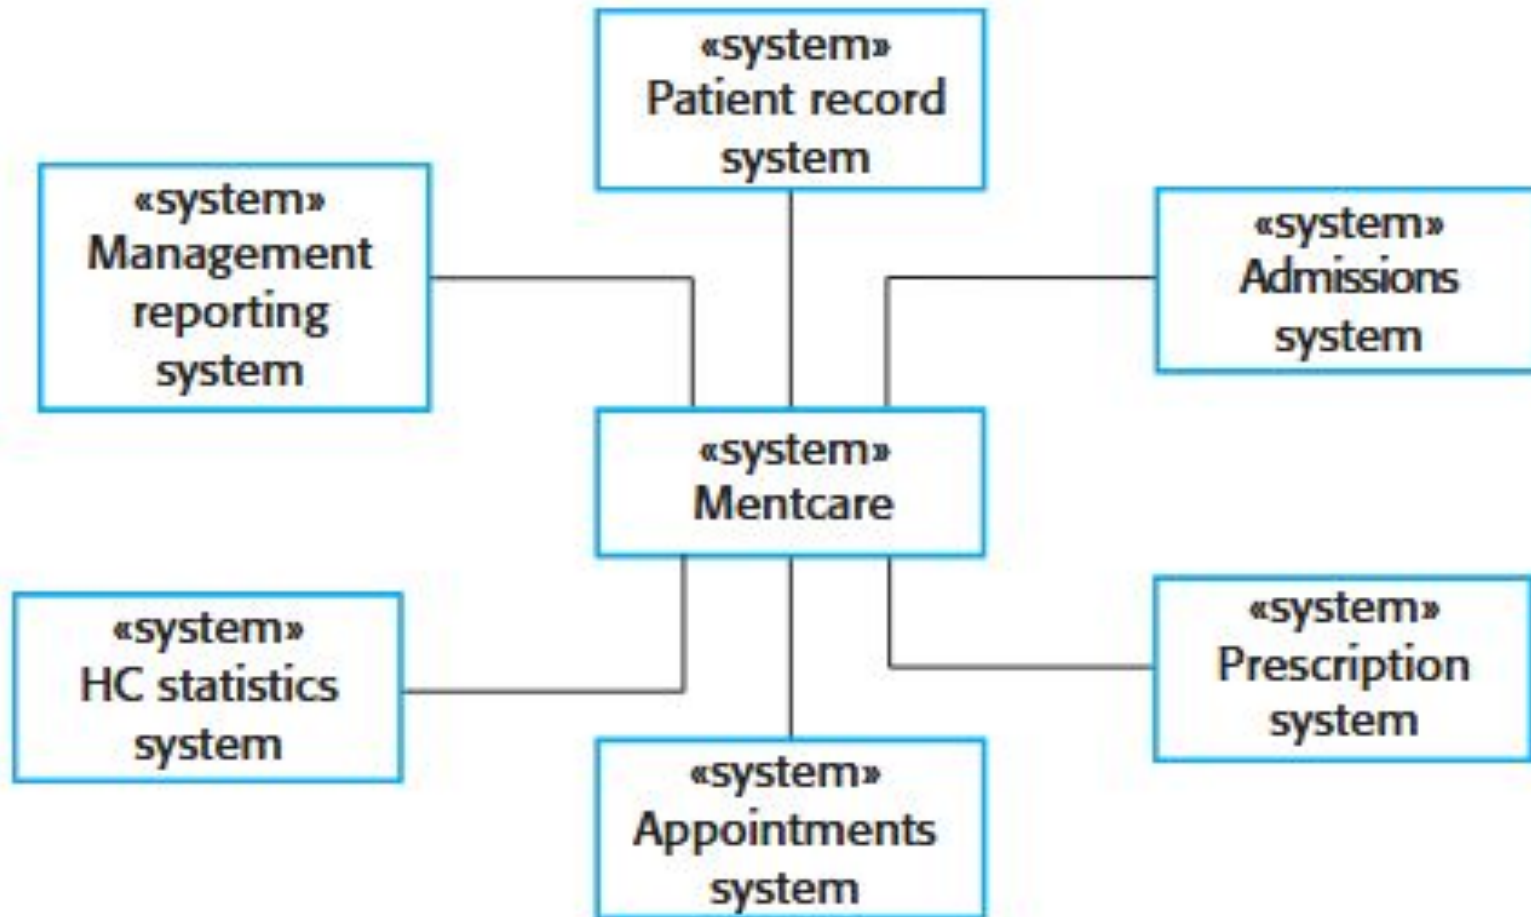 «system»
Patient record
system
«system»
Management
reporting
system
«system»
Admissions
system
«system»
Mentcare
«system»
HC statistics
system
«system»
Prescription
system
«system»
Appointments
system